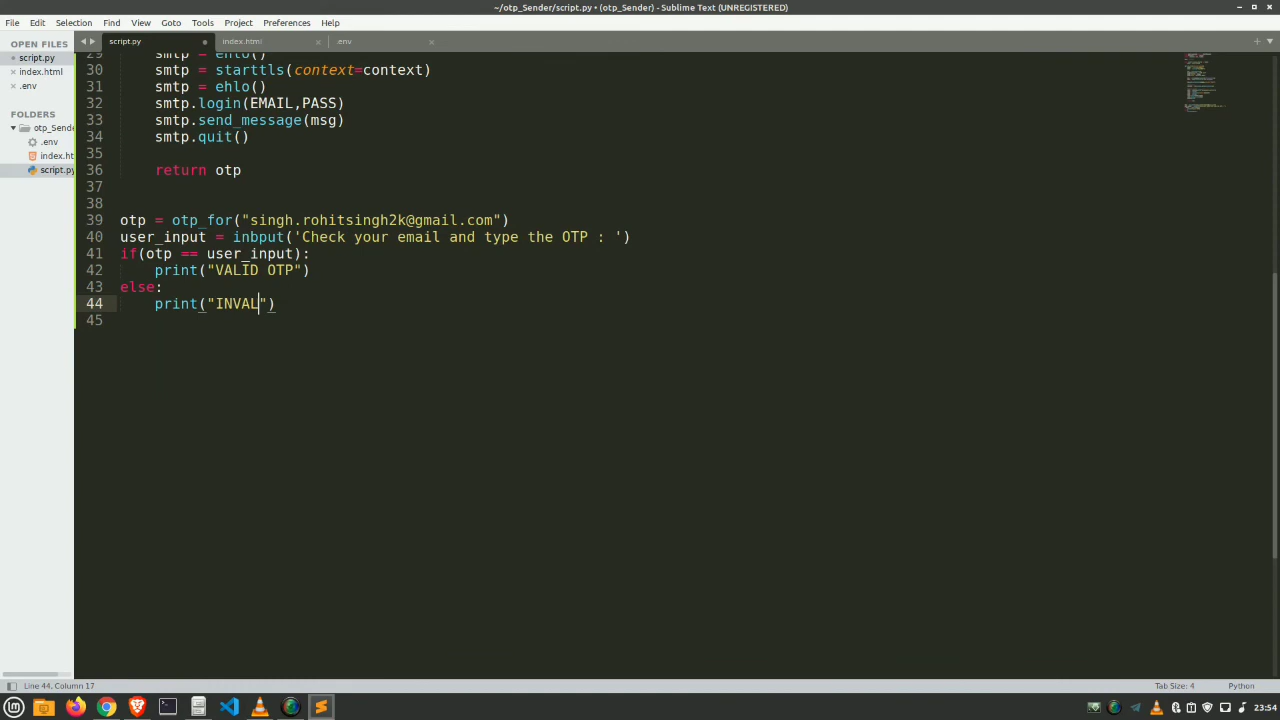 ~/otp_Sender/script.py • (otp_Sender) - Sublime Text (UNREGISTERED)
File Edit Selection Find View Goto Tools Project Preferences Help
OPEN FILES
script.py
index.html
.env
FOLDERS
otp_Sende
.env
index.ht
script.py
script.py index.html .env
29 smtp = ehlo()
30 smtp = starttls(context=context)
31 smtp = ehlo()
32 smtp.login(EMAIL,PASS)
33 smtp.send_message(msg)
34 smtp.quit()
35
36 return otp
37
38
39 otp = otp_for("singh.rohitsingh2k@gmail.com")
40 user_input = inbput('Check your email and type the OTP : ')
41 if(otp == user_input):
42 print("VALID OTP")
43 else:
44 print("INVAL")
45
Line 44, Column 17 Tab Size: 4 Python
23:54